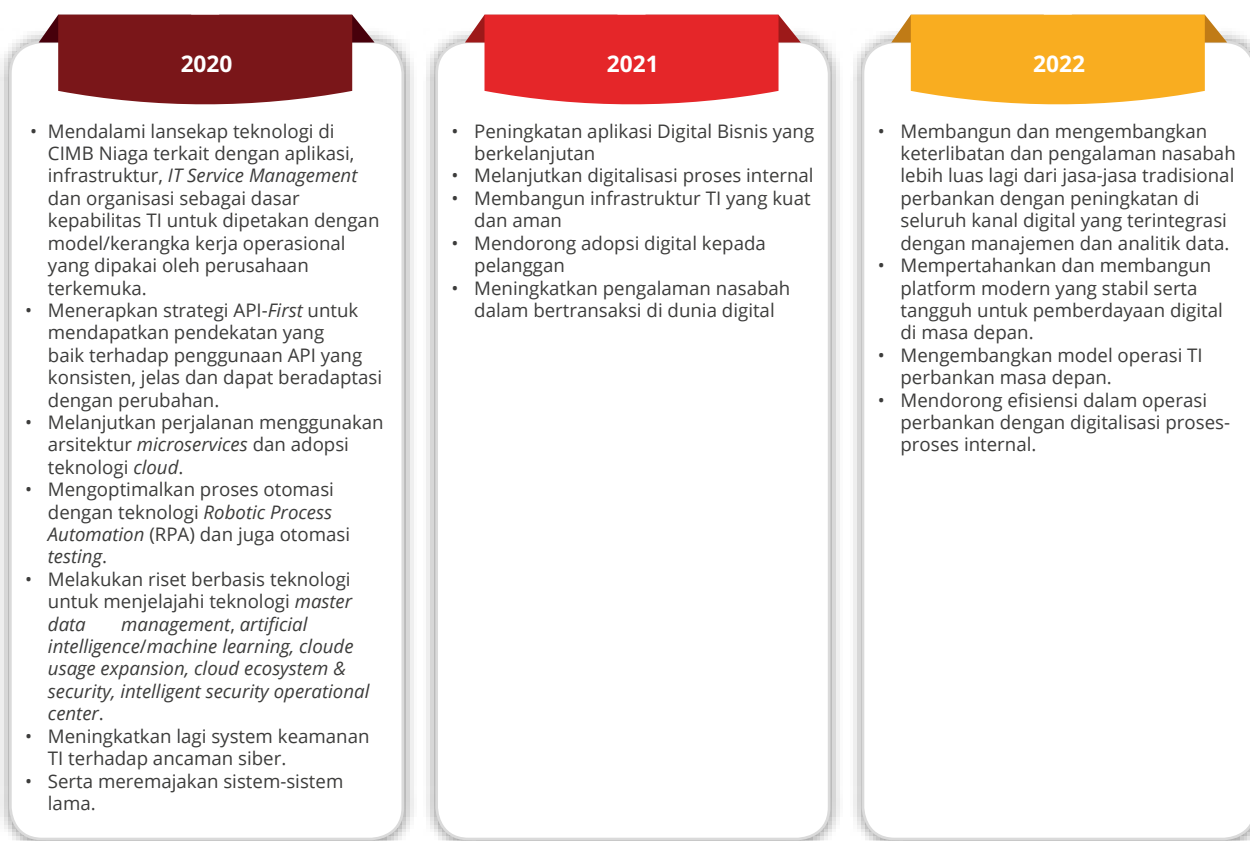 2020
• Mendalami lansekap teknologi di
CIMB Niaga terkait dengan aplikasi,
infrastruktur, IT Service Management
dan organisasi sebagai dasar
kepabilitas TI untuk dipetakan dengan
model/kerangka kerja operasional
yang dipakai oleh perusahaan
terkemuka.
• Menerapkan strategi API-First untuk
mendapatkan pendekatan yang
baik terhadap penggunaan API yang
konsisten, jelas dan dapat beradaptasi
dengan perubahan.
• Melanjutkan perjalanan menggunakan
arsitektur microservices dan adopsi
teknologi cloud.
• Mengoptimalkan proses otomasi
dengan teknologi Robotic Process
Automation (RPA) dan juga otomasi
testing.
• Melakukan riset berbasis teknologi
untuk menjelajahi teknologi master
data management, artificial
intelligence/machine learning, cloude
usage expansion, cloud ecosystem &
security, intelligent security operational
center.
• Meningkatkan lagi system keamanan
TI terhadap ancaman siber.
• Serta meremajakan sistem-sistem
lama.
2021
• Peningkatan aplikasi Digital Bisnis yang
berkelanjutan
• Melanjutkan digitalisasi proses internal
• Membangun infrastruktur TI yang kuat
dan aman
• Mendorong adopsi digital kepada
pelanggan
• Meningkatkan pengalaman nasabah
dalam bertransaksi di dunia digital
2022
• Membangun dan mengembangkan
keterlibatan dan pengalaman nasabah
lebih luas lagi dari jasa-jasa tradisional
perbankan dengan peningkatan di
seluruh kanal digital yang terintegrasi
dengan manajemen dan analitik data.
• Mempertahankan dan membangun
platform modern yang stabil serta
tangguh untuk pemberdayaan digital
di masa depan.
• Mengembangkan model operasi TI
perbankan masa depan.
• Mendorong efisiensi dalam operasi
perbankan dengan digitalisasi proses-
proses internal.